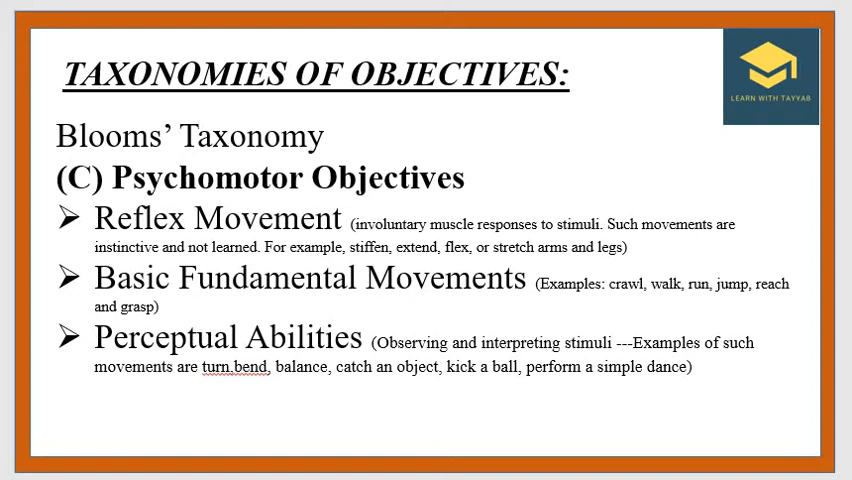 TAXONOMIES OF OBJECTIVES:
LEARN WITH TAYYAB
Blooms’ Taxonomy
(C) Psychomotor Objectives
➢ Reflex Movement (involuntary muscle responses to stimuli. Such movements are
instinctive and not learned. For example, stiffen, extend, flex, or stretch arms and legs)
➢ Basic Fundamental Movements (Examples: crawl, walk, run, jump, reach
and grasp)
➢ Perceptual Abilities (Observing and interpreting stimuli ---Examples of such
movements are turn,bend, balance, catch an object, kick a ball, perform a simple dance)